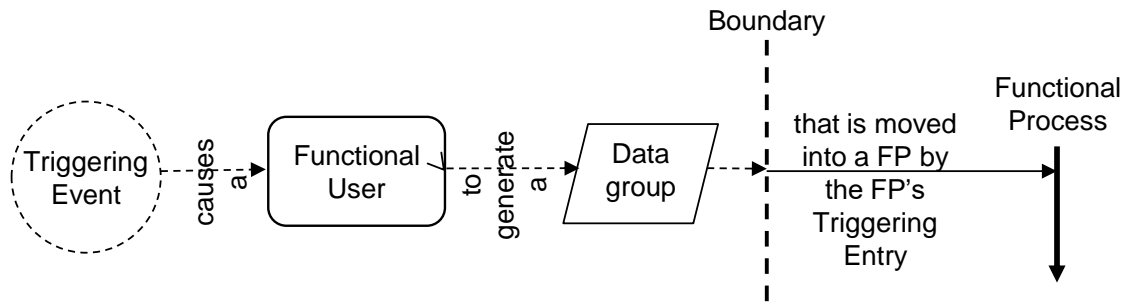 Boundary
Triggering
Event
causes
a
Functional
User
to
generate
a
Data
group
that is moved
into a FP by
the FP's
Triggering
Entry
Functional
Process